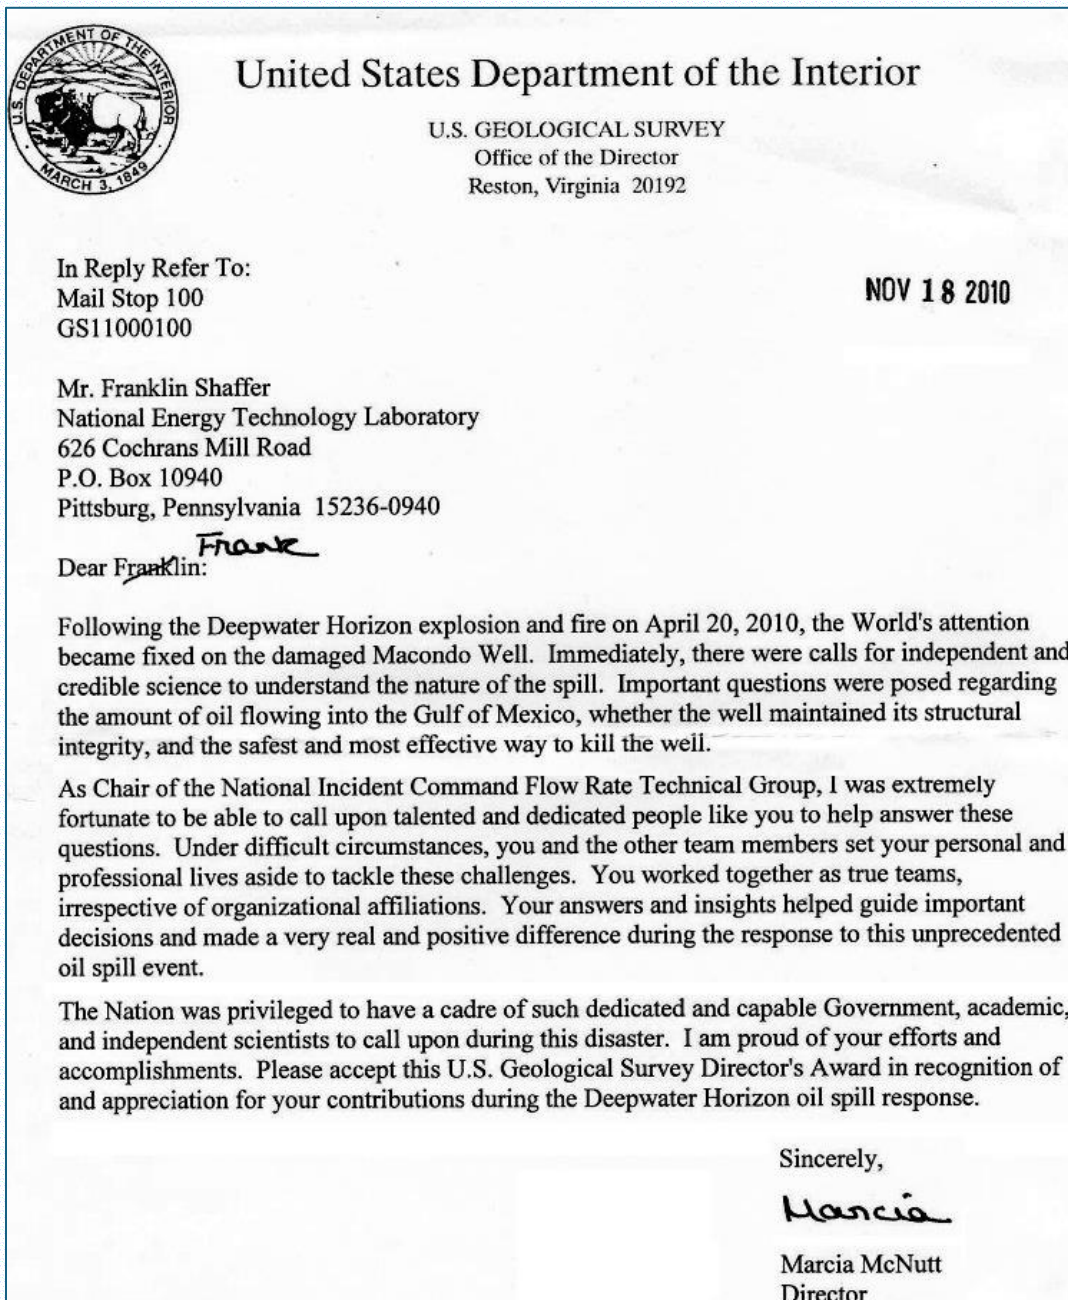 U.S. DEPARTMENT OF THE INTERIOR
MARCH 3, 1849
United States Department of the Interior
U.S. GEOLOGICAL SURVEY
Office of the Director
Reston, Virginia 20192
In Reply Refer To:
Mail Stop 100
GS11000100
NOV 18 2010
Mr. Franklin Shaffer
National Energy Technology Laboratory
626 Cochrans Mill Road
P.O. Box 10940
Pittsburg, Pennsylvania 15236-0940
Frank
Dear Franklin:
Following the Deepwater Horizon explosion and fire on April 20, 2010, the World's attention
became fixed on the damaged Macondo Well. Immediately, there were calls for independent and
credible science to understand the nature of the spill. Important questions were posed regarding
the amount of oil flowing into the Gulf of Mexico, whether the well maintained its structural
integrity, and the safest and most effective way to kill the well.
As Chair of the National Incident Command Flow Rate Technical Group, I was extremely
fortunate to be able to call upon talented and dedicated people like you to help answer these
questions. Under difficult circumstances, you and the other team members set your personal and
professional lives aside to tackle these challenges. You worked together as true teams,
irrespective of organizational affiliations. Your answers and insights helped guide important
decisions and made a very real and positive difference during the response to this unprecedented
oil spill event.
The Nation was privileged to have a cadre of such dedicated and capable Government, academic,
and independent scientists to call upon during this disaster. I am proud of your efforts and
accomplishments. Please accept this U.S. Geological Survey Director's Award in recognition of
and appreciation for your contributions during the Deepwater Horizon oil spill response.
Sincerely,
Marcia
Marcia McNutt
Director